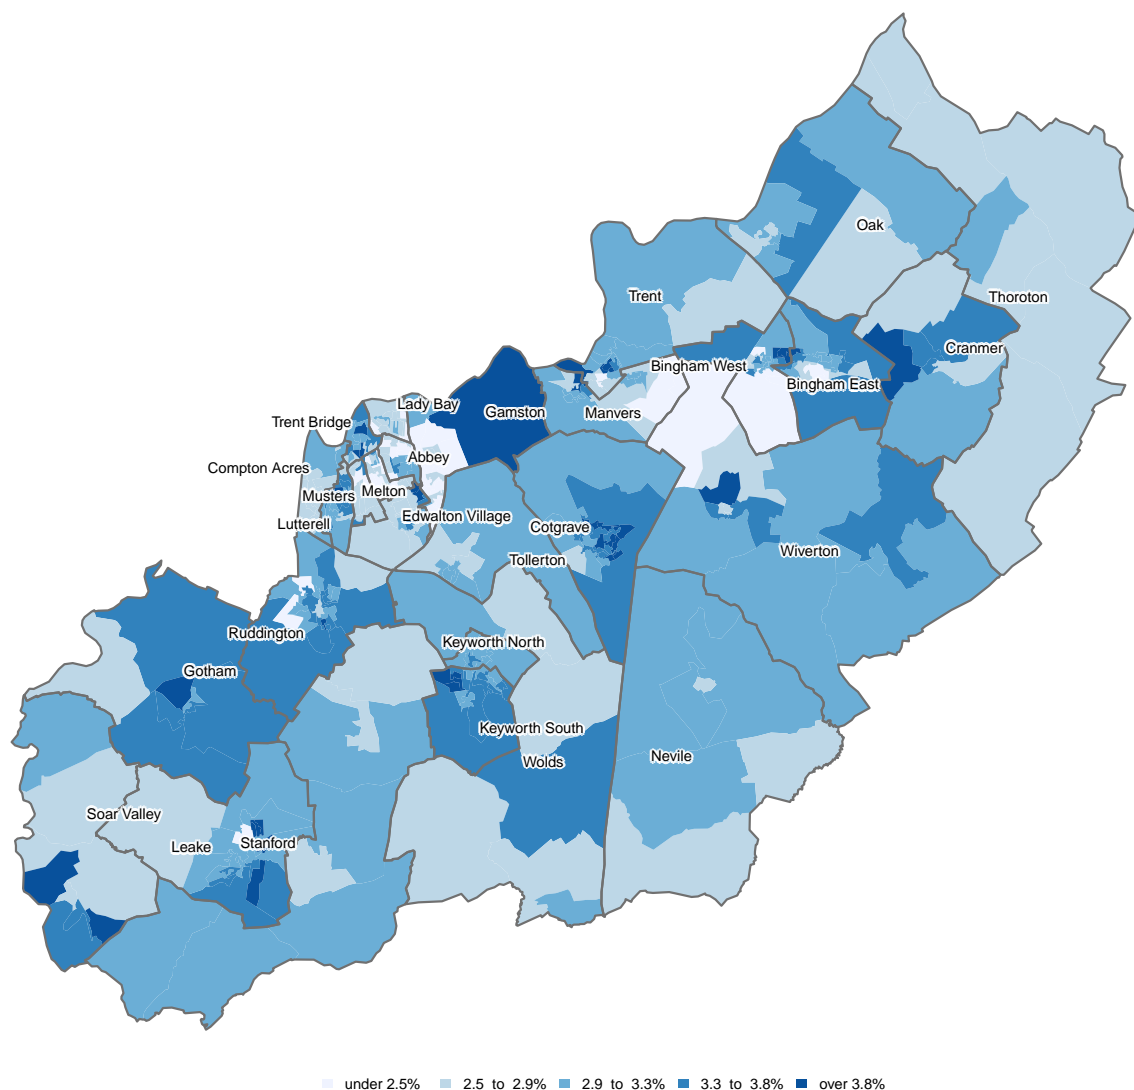 Oak
Trent
Thoroton
Cranmer
Bingham West
Bingham East
Lady Bay
Gamston
Manvers
Trent Bridge
Abbey
Compton Acres
Musters
Melton
Lutterell
Edwalton Village
Cotgrave
Wiverton
Tollerton
Ruddington
Keyworth North
Gotham
Keyworth South
Wolds
Nevile
Soar Valley
Leake
Stanford
under 2.5% 2.5 to 2.9% 2.9 to 3.3% 3.3 to 3.8% over 3.8%